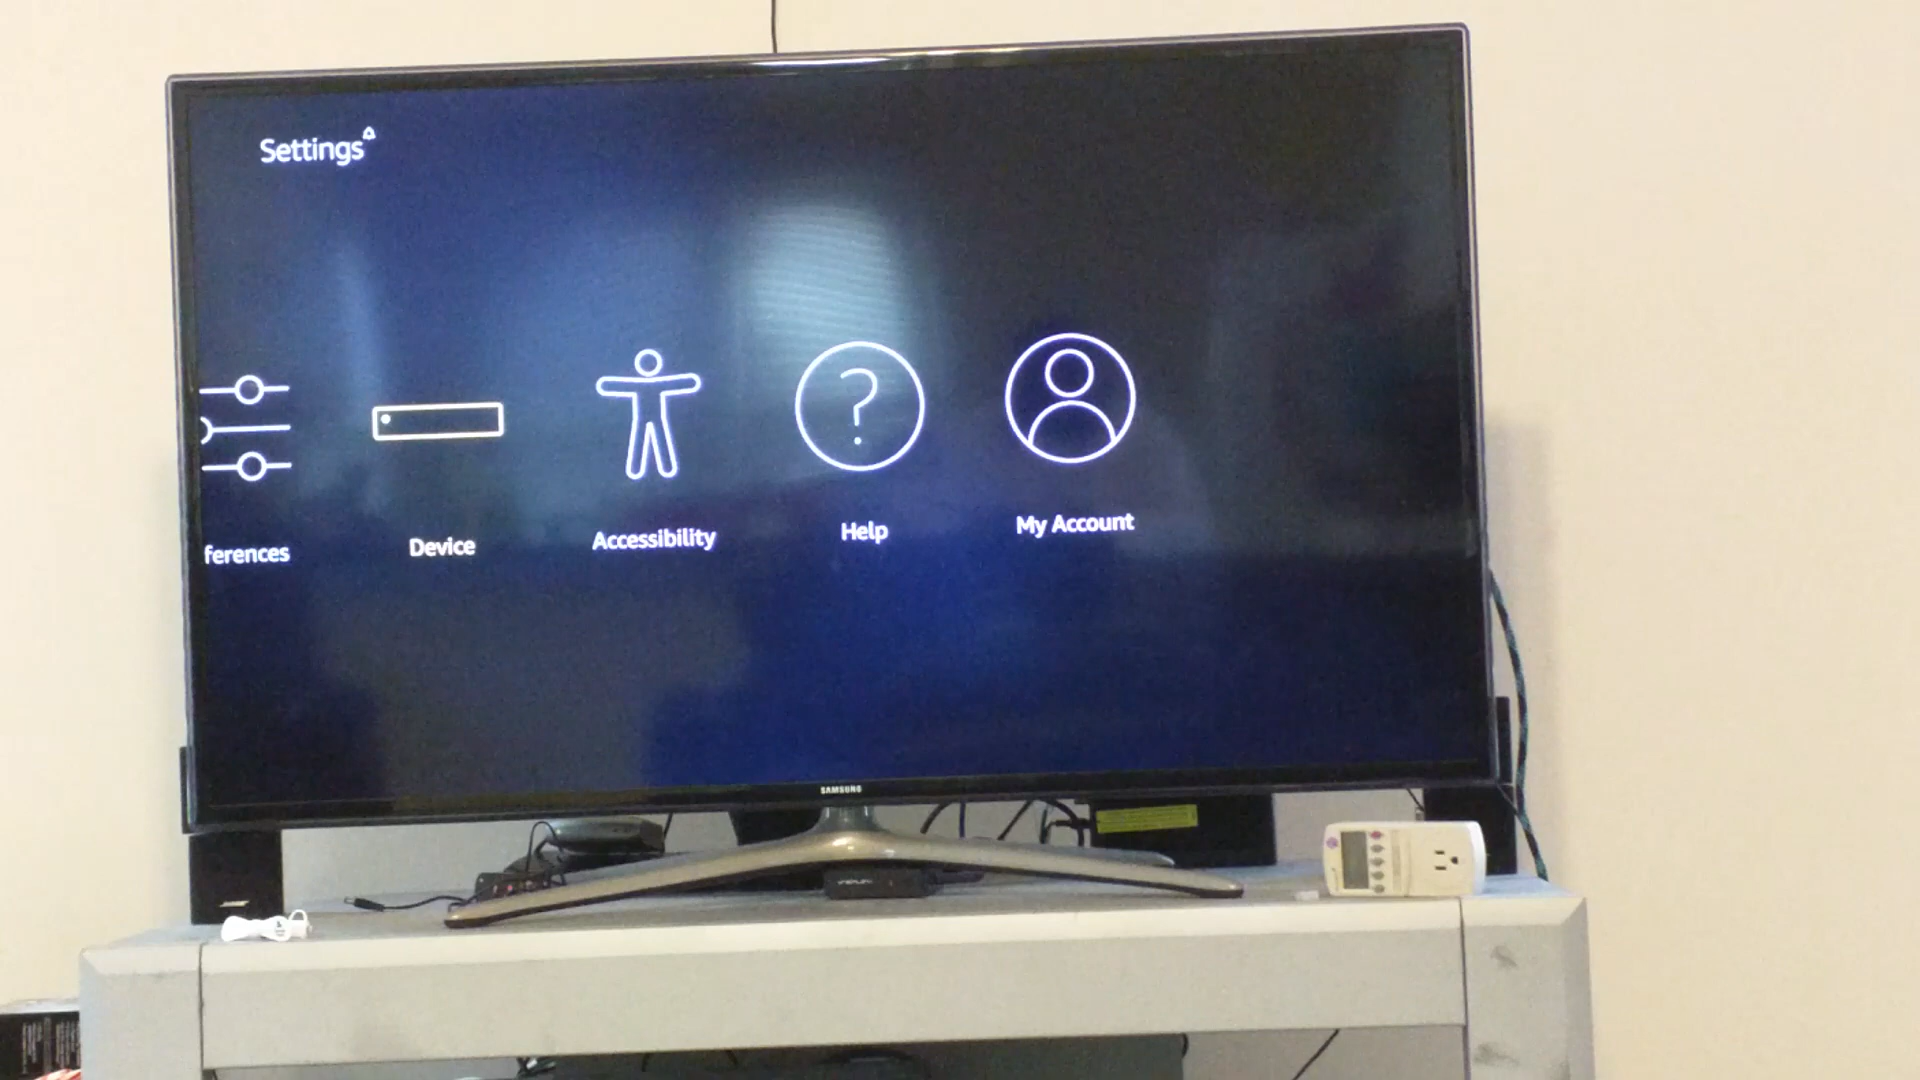 Settings
ferences
Device
Accessibility
Help
My Account
SAMSUNG